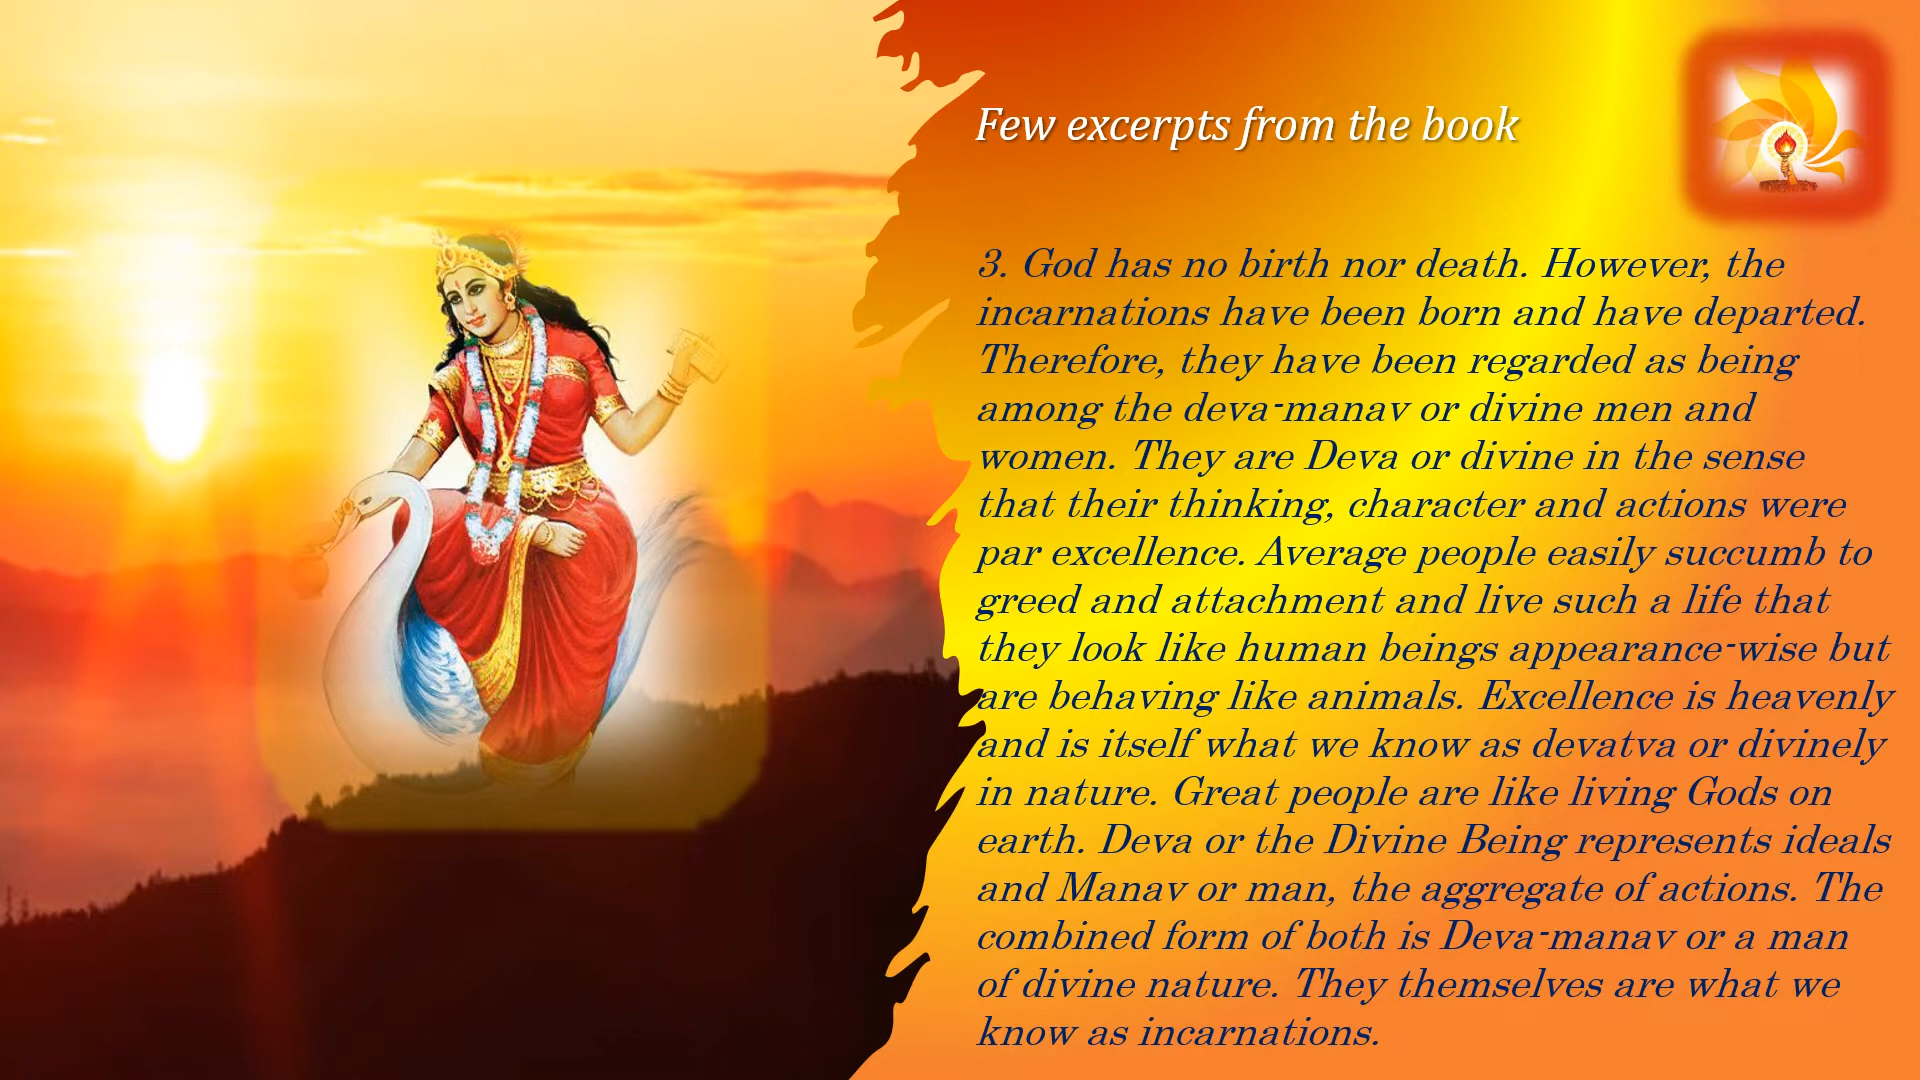 Few excerpts from the book
3. God has no birth nor death. However, the
incarnations have been born and have departed.
Therefore, they have been regarded as being
among the deva-manav or divine men and
women. They are Deva or divine in the sense
that their thinking, character and actions were
par excellence. Average people easily succumb to
greed and attachment and live such a life that
they look like human beings appearance-wise but
are behaving like animals. Excellence is heavenly
and is itself what we know as devatva or divinely
in nature. Great people are like living Gods on
earth. Deva or the Divine Being represents ideals
and Manav or man, the aggregate of actions. The
combined form of both is Deva-manav or a man
of divine nature. They themselves are what we
know as incarnations.